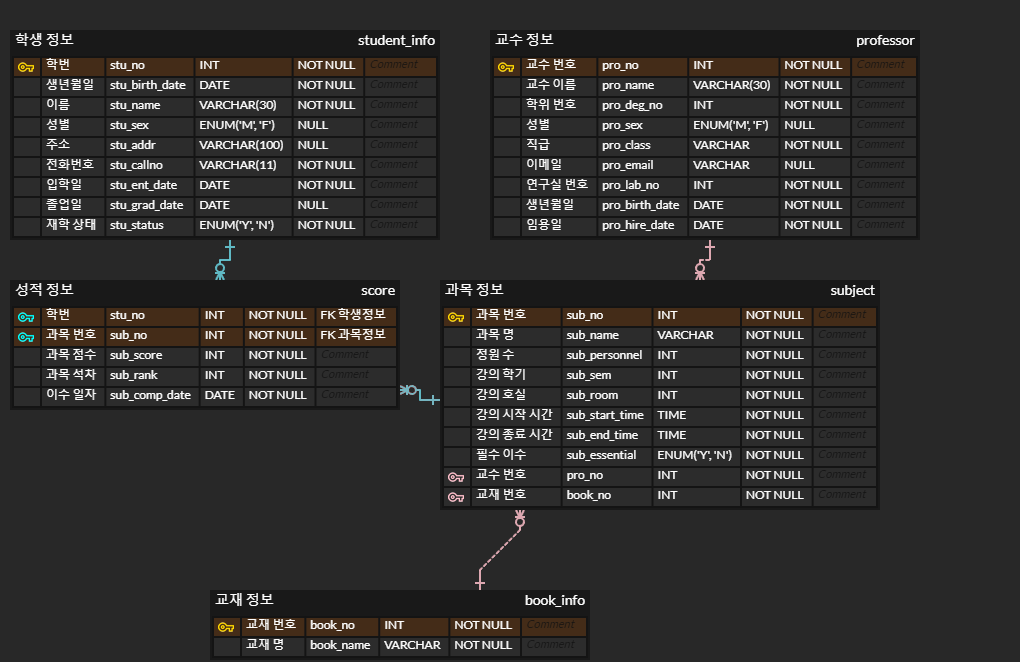 학생 정보 student_info
학번 stu_no INT NOT NULL Comment
생년월일 stu_birth_date DATE NOT NULL Comment
이름 stu_name VARCHAR(30) NOT NULL Comment
성별 stu_sex ENUM('M', 'F') NULL Comment
주소 stu_addr VARCHAR(100) NULL Comment
전화번호 stu_callno VARCHAR(11) NOT NULL Comment
입학일 stu_ent_date DATE NOT NULL Comment
졸업일 stu_grad_date DATE NULL Comment
재학 상태 stu_status ENUM('Y', 'N') NOT NULL Comment
교수 정보 professor
교수 번호 pro_no INT NOT NULL Comment
교수 이름 pro_name VARCHAR(30) NOT NULL Comment
학위 번호 pro_deg_no INT NOT NULL Comment
성별 pro_sex ENUM('M', 'F') NULL Comment
직급 pro_class VARCHAR NOT NULL Comment
이메일 pro_email VARCHAR NULL Comment
연구실 번호 pro_lab_no INT NOT NULL Comment
생년월일 pro_birth_date DATE NOT NULL Comment
임용일 pro_hire_date DATE NOT NULL Comment
성적 정보 score
학번 stu_no INT NOT NULL FK 학생정보
과목 번호 sub_no INT NOT NULL FK 과목정보
과목 점수 sub_score INT NOT NULL Comment
과목 석차 sub_rank INT NOT NULL Comment
이수 일자 sub_comp_date DATE NOT NULL Comment
과목 정보 subject
과목 번호 sub_no INT NOT NULL Comment
과목 명 sub_name VARCHAR NOT NULL Comment
정원 수 sub_personnel INT NOT NULL Comment
강의 학기 sub_sem INT NOT NULL Comment
강의 호실 sub_room INT NOT NULL Comment
강의 시작 시간 sub_start_time TIME NOT NULL Comment
강의 종료 시간 sub_end_time TIME NOT NULL Comment
필수 이수 sub_essential ENUM('Y', 'N') NOT NULL Comment
교수 번호 pro_no INT NOT NULL Comment
교재 번호 book_no INT NOT NULL Comment
교재 정보 book_info
교재 번호 book_no INT NOT NULL Comment
교재 명 book_name VARCHAR NOT NULL Comment